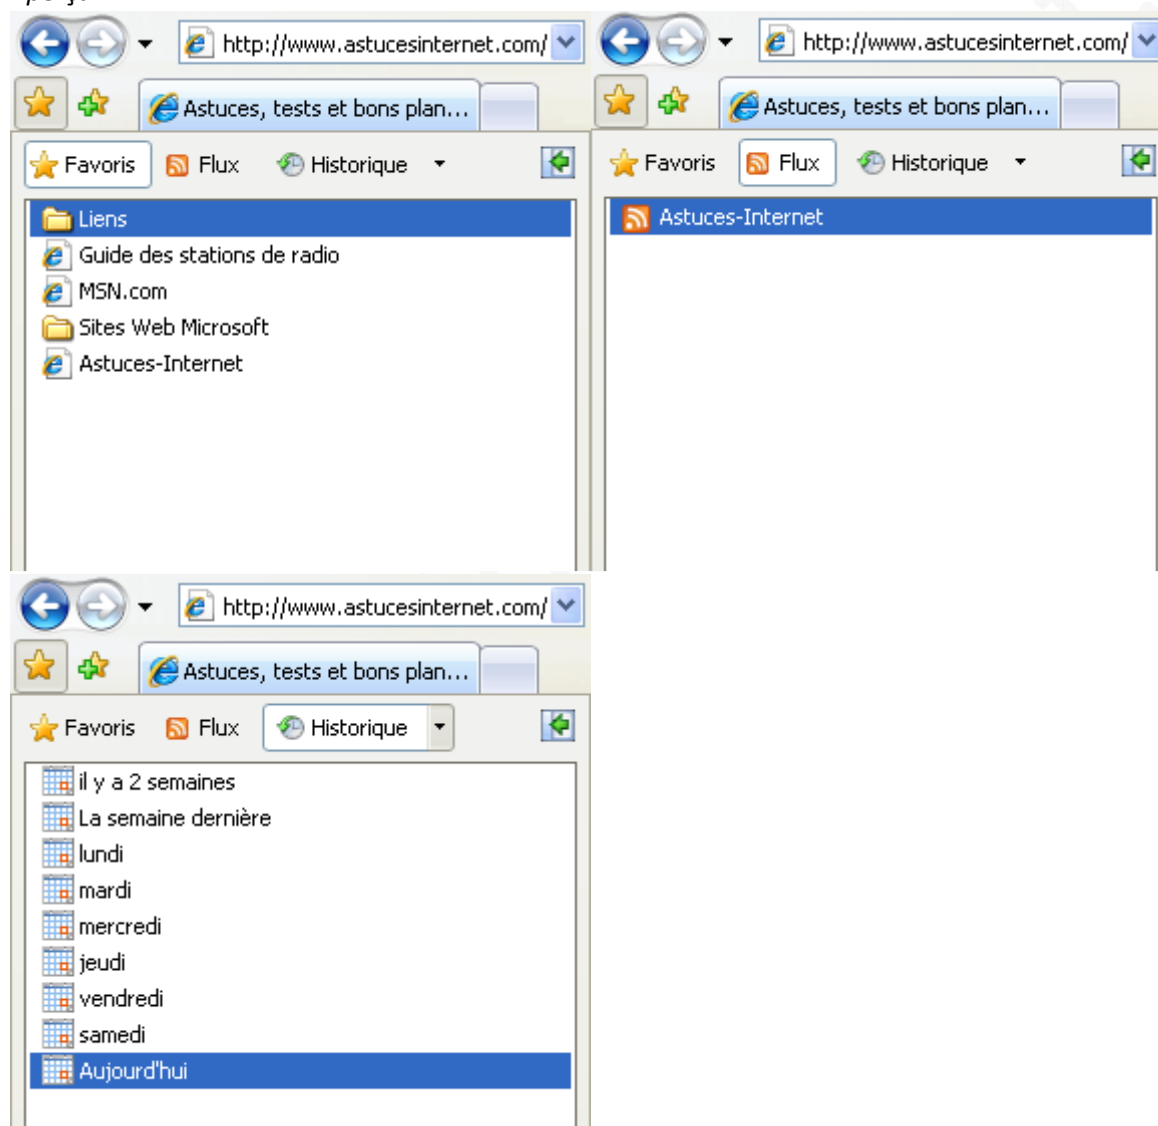 http://www.astucesinternet.com/
Astuces, tests et bons plan...
Favoris Flux Historique
Liens
Guide des stations de radio
MSN.com
Sites Web Microsoft
Astuces-Internet
http://www.astucesinternet.com/
Astuces, tests et bons plan...
Favoris Flux Historique
Astuces-Internet
http://www.astucesinternet.com/
Astuces, tests et bons plan...
Favoris Flux Historique
il y a 2 semaines
La semaine dernière
lundi
mardi
mercredi
jeudi
vendredi
samedi
Aujourd'hui